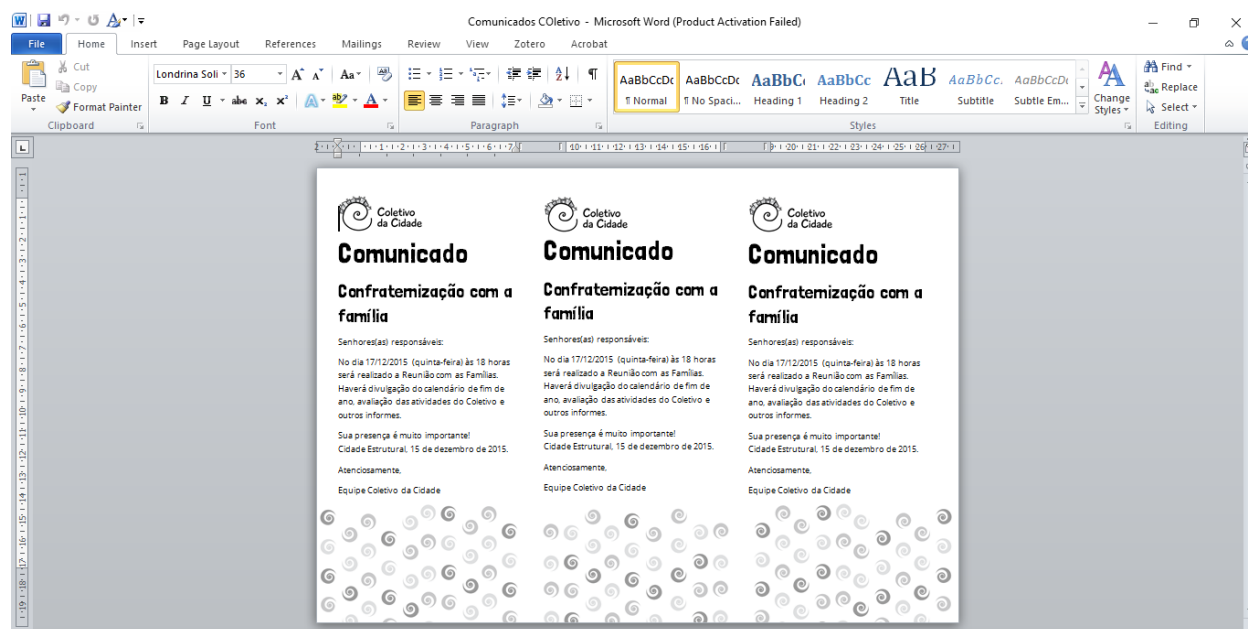 Comunicados COletivo - Microsoft Word (Product Activation Failed)
File Home Insert Page Layout References Mailings Review View Zotero Acrobat
Paste
Cut
Copy
Format Painter
Clipboard
Londrina Soli 36
Font
Paragraph
AaBbCcDc AaBbCcDc AaBbC AaBbCc AaB AaBbCc. AaBbCcDc
¶ Normal ¶ No Spaci... Heading 1 Heading 2 Title Subtitle Subtle Em...
Change
Styles
Styles
Find
Replace
Select
Editing
Coletivo
da Cidade
Comunicado
Confraternização com a
família
Senhores(as) responsáveis:
No dia 17/12/2015 (quinta-feira) às 18 horas
será realizado a Reunião com as Famílias.
Haverá divulgação do calendário de fim de
ano, avaliação das atividades do Coletivo e
outros informes.
Sua presença é muito importante!
Cidade Estrutural, 15 de dezembro de 2015.
Atenciosamente,
Equipe Coletivo da Cidade
Coletivo
da Cidade
Comunicado
Confraternização com a
família
Senhores(as) responsáveis:
No dia 17/12/2015 (quinta-feira) às 18 horas
será realizado a Reunião com as Famílias.
Haverá divulgação do calendário de fim de
ano, avaliação das atividades do Coletivo e
outros informes.
Sua presença é muito importante!
Cidade Estrutural, 15 de dezembro de 2015.
Atenciosamente,
Equipe Coletivo da Cidade
Coletivo
da Cidade
Comunicado
Confraternização com a
família
Senhores(as) responsáveis:
No dia 17/12/2015 (quinta-feira) às 18 horas
será realizado a Reunião com as Famílias.
Haverá divulgação do calendário de fim de
ano, avaliação das atividades do Coletivo e
outros informes.
Sua presença é muito importante!
Cidade Estrutural, 15 de dezembro de 2015.
Atenciosamente,
Equipe Coletivo da Cidade